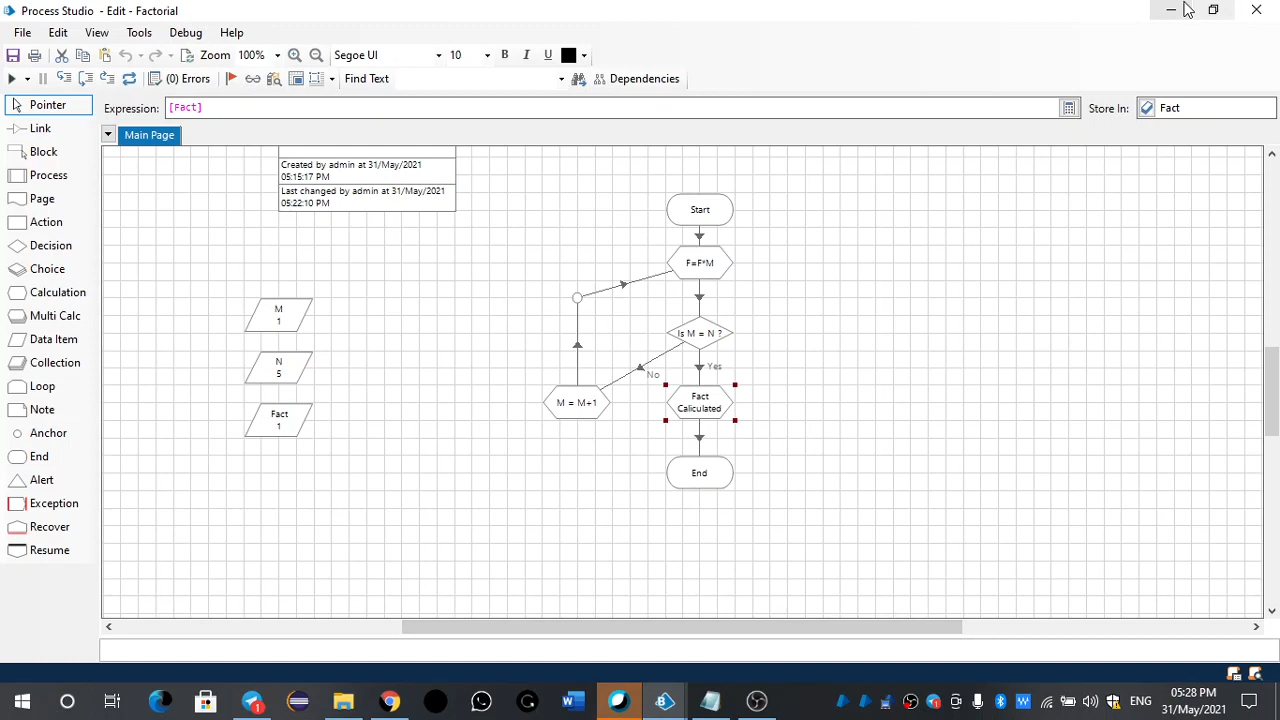 Process Studio - Edit - Factorial
File Edit View Tools Debug Help
Zoom 100% Segoe UI 10 B I U
(0) Errors Find Text Dependencies
Pointer
Expression: [Fact] Store In: Fact
Link
Block
Process
Page
Action
Decision
Choice
Calculation
Multi Calc
Data Item
Collection
Loop
Note
Anchor
End
Alert
Exception
Recover
Resume
Main Page
Created by admin at 31/May/2021
05:15:17 PM
Last changed by admin at 31/May/2021
05:22:10 PM
M
1
N
5
Fact
1
Start
F=F*M
Is M = N ?
No
Yes
M = M+1
Fact
Caliculated
End
1
W
ENG
05:28 PM
31/May/2021